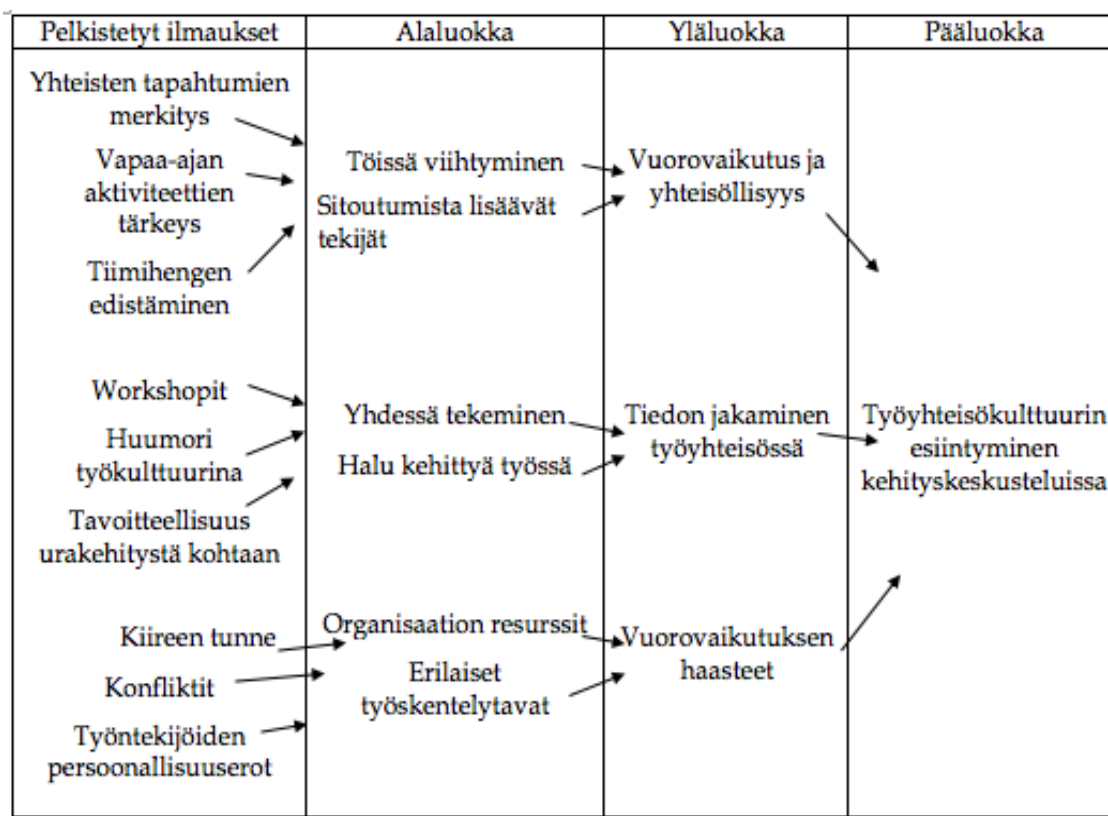 Pelkistetyt ilmaukset
Alaluokka
Yläluokka
Pääluokka
Yhteisten tapahtumien
merkitys
Vapaa-ajan
aktiviteettien
tärkeys
Tiimihengen
edistäminen
Töissä viihtyminen
Sitoutumista lisäävät
tekijät
Vuorovaikutus ja
yhteisöllisyys
Workshopit
Huumori
työkulttuurina
Tavoitteellisuus
urakehitystä kohtaan
Yhdessä tekeminen
Halu kehittyä työssä
Tiedon jakaminen
työyhteisössä
Työyhteisökulttuurin
esiintyminen
kehityskeskusteluissa
Kiireen tunne
Konfliktit
Työntekijöiden
persoonallisuuserot
Organisaation resurssit
Erilaiset
työskentelytavat
Vuorovaikutuksen
haasteet